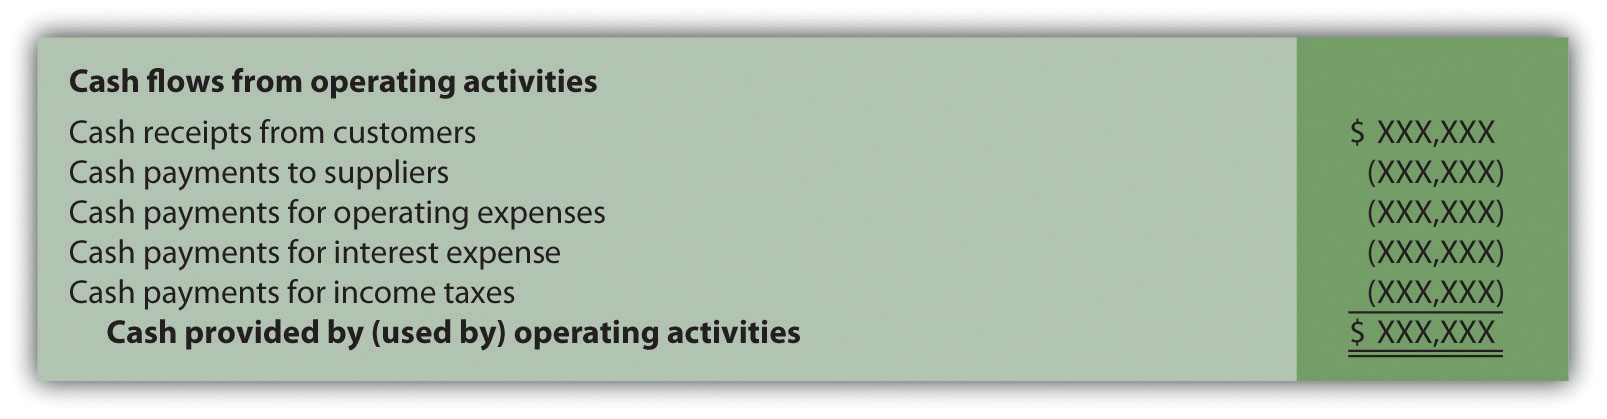 Cash flows from operating activities
Cash receipts from customers $ XXX,XXX
Cash payments to suppliers (XXX,XXX)
Cash payments for operating expenses (XXX,XXX)
Cash payments for interest expense (XXX,XXX)
Cash payments for income taxes (XXX,XXX)
Cash provided by (used by) operating activities $ XXX,XXX